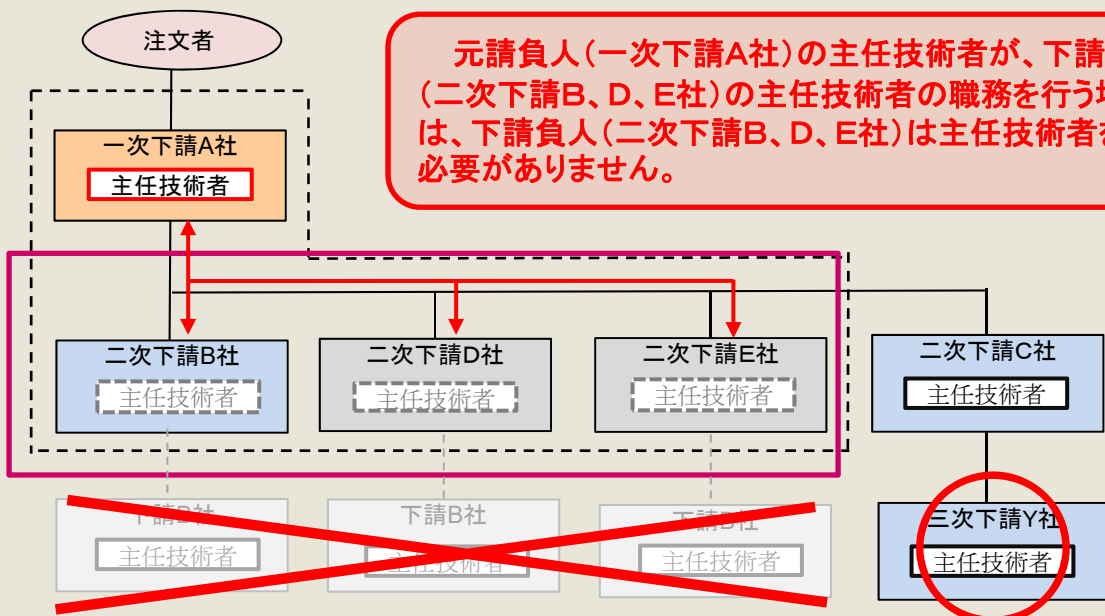 注文者
元請負人(一次下請A社)の主任技術者が、下請
(二次下請B、D、E社)の主任技術者の職務を行う場
は、下請負人(二次下請B、D、E社)は主任技術者を
必要がありません。
一次下請A社
主任技術者
二次下請B社
主任技術者
二次下請D社
主任技術者
二次下請E社
主任技術者
二次下請C社
主任技術者
下請B社
主任技術者
下請B社
主任技術者
下請B社
主任技術者
三次下請Y社
主任技術者